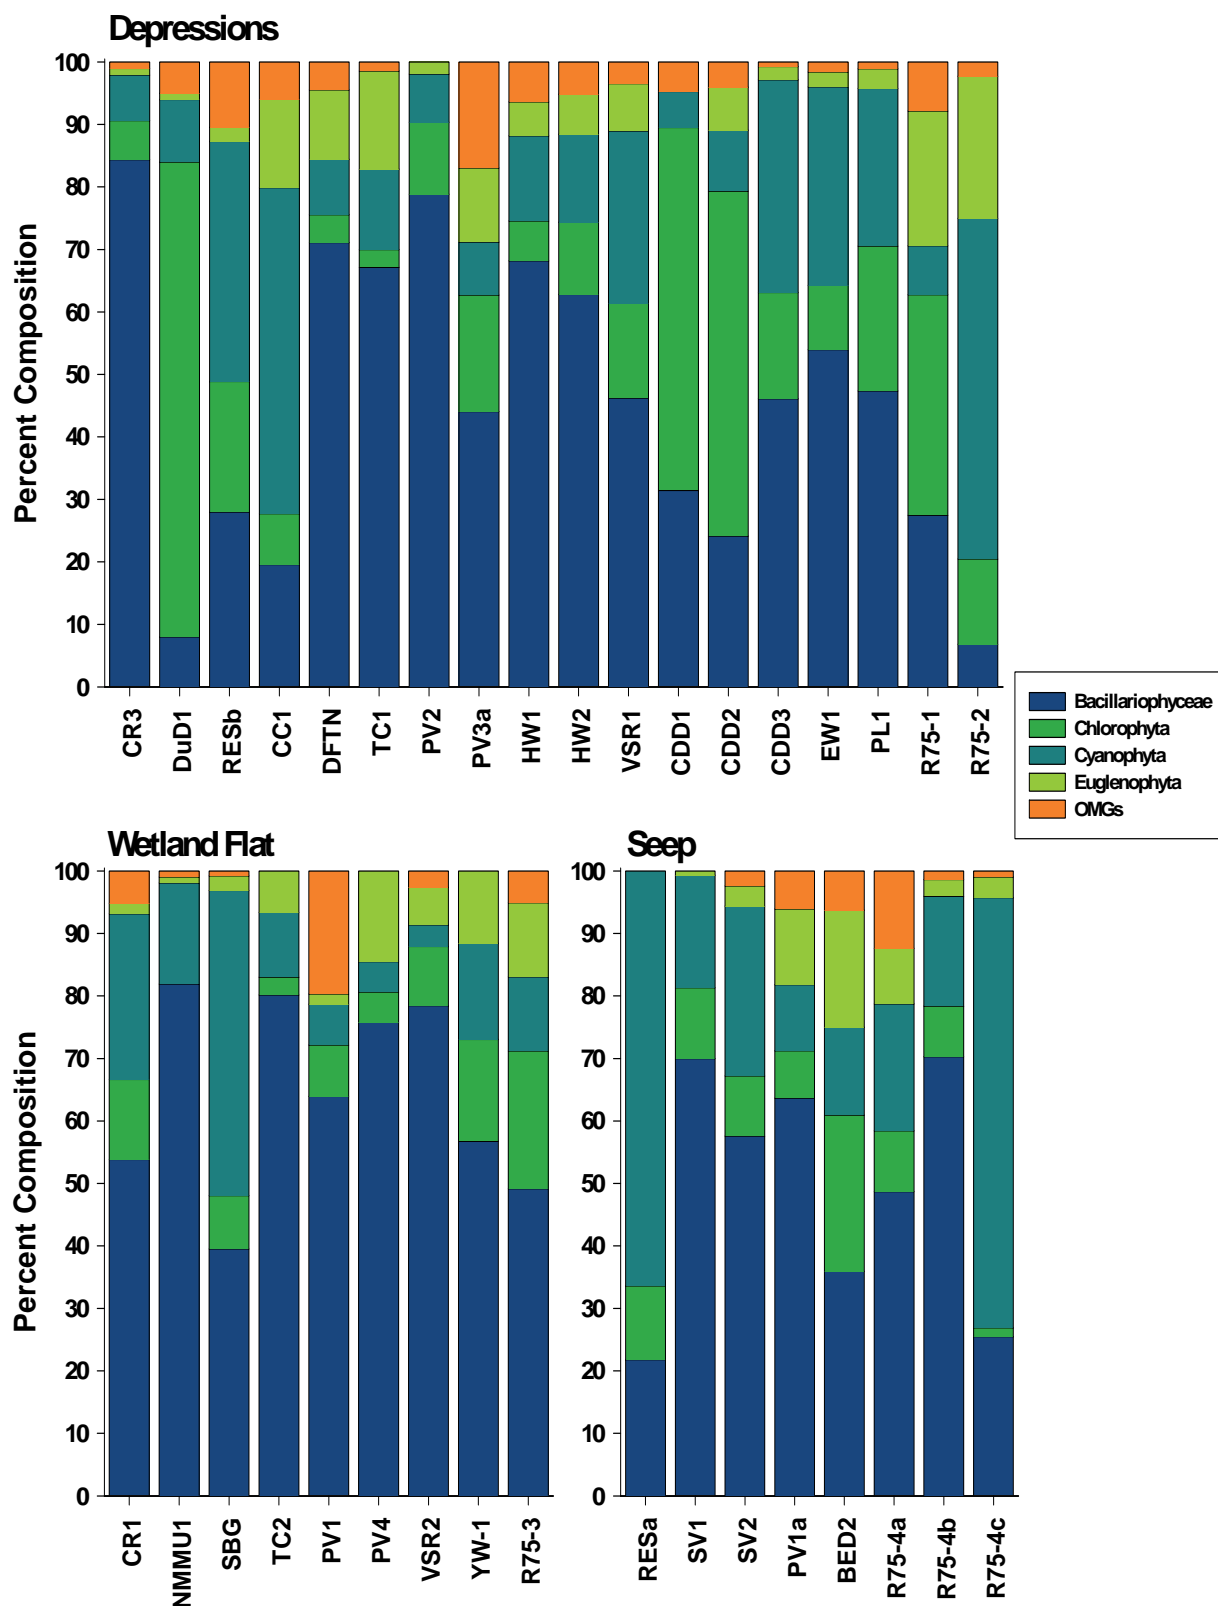 Depressions
100
90
80
70
60
50
40
30
20
10
0
Percent Composition
CR3 DuD1 RESb CC1 DFTN TC1 PV2 PV3a HW1 HW2 VSR1 CDD1 CDD2 CDD3 EW1 PL1 R75-1 R75-2
Bacillariophyceae
Chlorophyta
Cyanophyta
Euglenophyta
OMGs
Wetland Flat
100
90
80
70
60
50
40
30
20
10
0
Percent Composition
CR1 NMMU1 SBG TC2 PV1 PV4 VSR2 YW-1 R75-3
Seep
100
90
80
70
60
50
40
30
20
10
0
RESa SV1 SV2 PV1a BED2 R75-4a R75-4b R75-4c